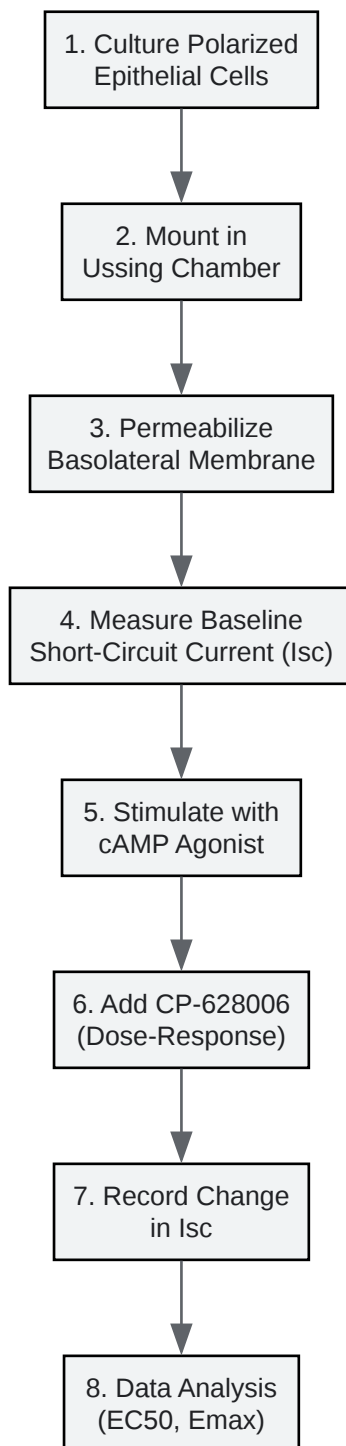 1. Culture Polarized
Epithelial Cells
2. Mount in
Ussing Chamber
3. Permeabilize
Basolateral Membrane
4. Measure Baseline
Short-Circuit Current (Isc)
5. Stimulate with
cAMP Agonist
6. Add CP-628006
(Dose-Response)
7. Record Change
in Isc
8. Data Analysis
(EC50, Emax)